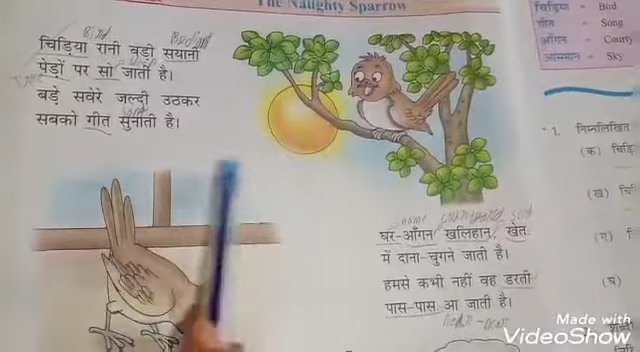 The Naughty Sparrow
चिड़िया रानी बड़ी सयानी
पेड़ों पर सो जाती है।
बड़े सवेरे जल्दी उठकर
सबको गीत सुनाती है।
घर-आँगन खलिहान, खेत
में दाना-चुगने जाती है।
हमसे कभी नहीं वह डरती
पास-पास आ जाती है।
चिड़िया = Bird
गीत = Song
आँगन = Courty
आसमान = Sky
1. निम्नलिखित
(क) चिड़ि
(ख) चि
(ग)
(घ)
Made with
VideoShow